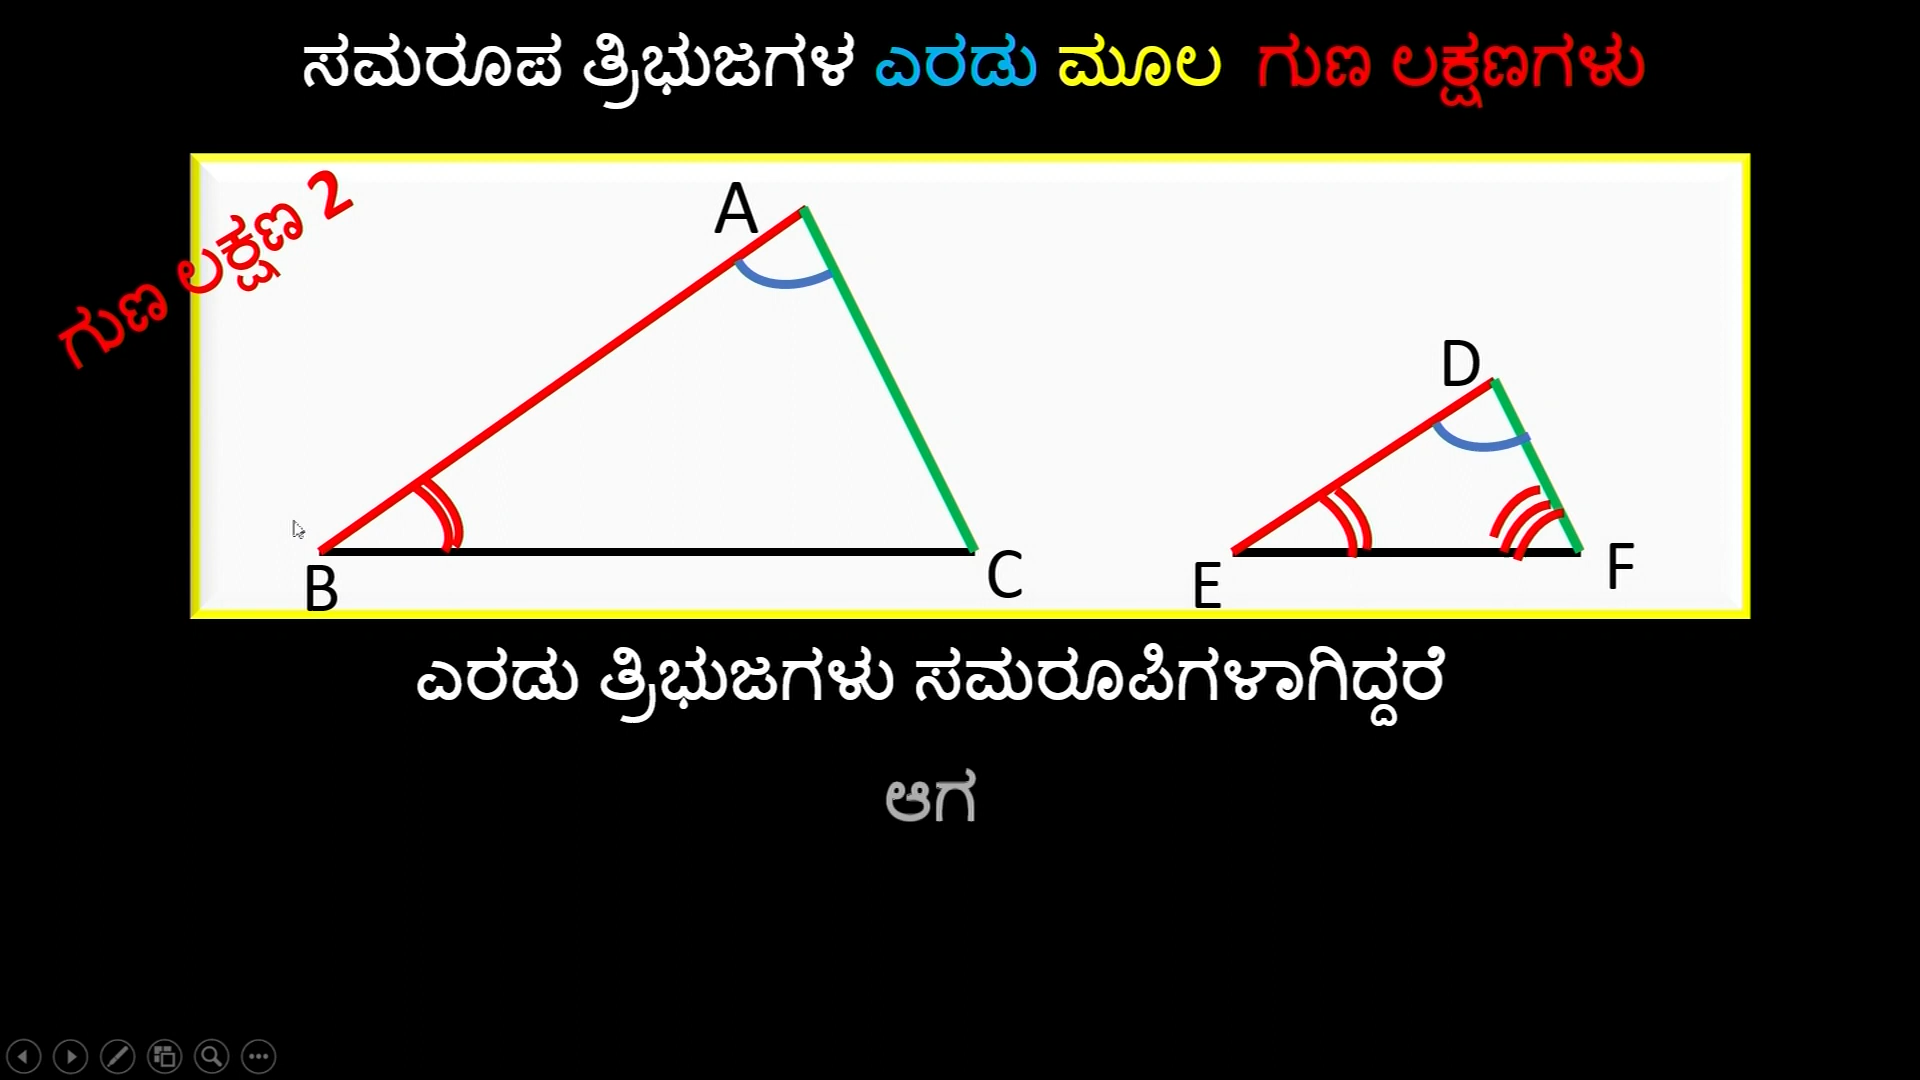 ಸಮರೂಪ ತ್ರಿಭುಜಗಳ ಎರಡು ಮೂಲ ಗುಣ ಲಕ್ಷಣಗಳು
ಗುಣ ಲಕ್ಷಣ 2
A
D
B
C
E
F
ಎರಡು ತ್ರಿಭುಜಗಳು ಸಮರೂಪಿಗಳಾಗಿದ್ದರೆ
ಆಗ